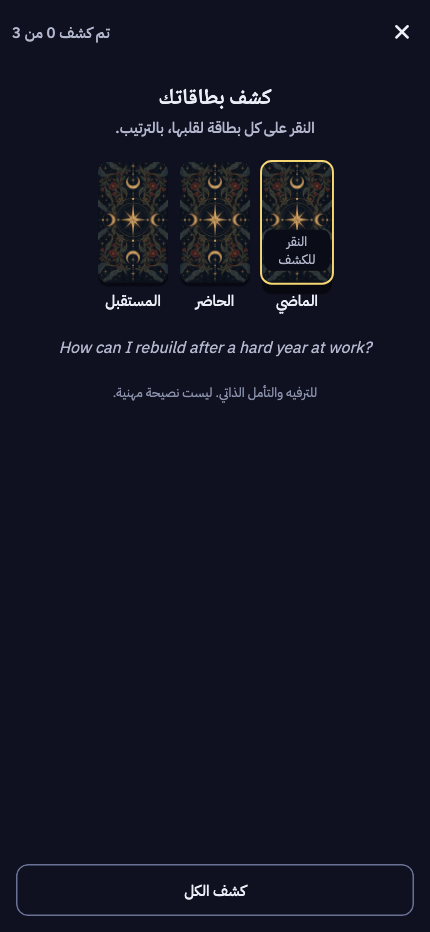 تم كشف 0 من 3
كشف بطاقاتك
النقر على كل بطاقة لقلبها، بالترتيب.
النقر
للكشف
الماضي
الحاضر
المستقبل
How can I rebuild after a hard year at work?
للترفيه والتأمل الذاتي. ليست نصيحة مهنية.
كشف الكل